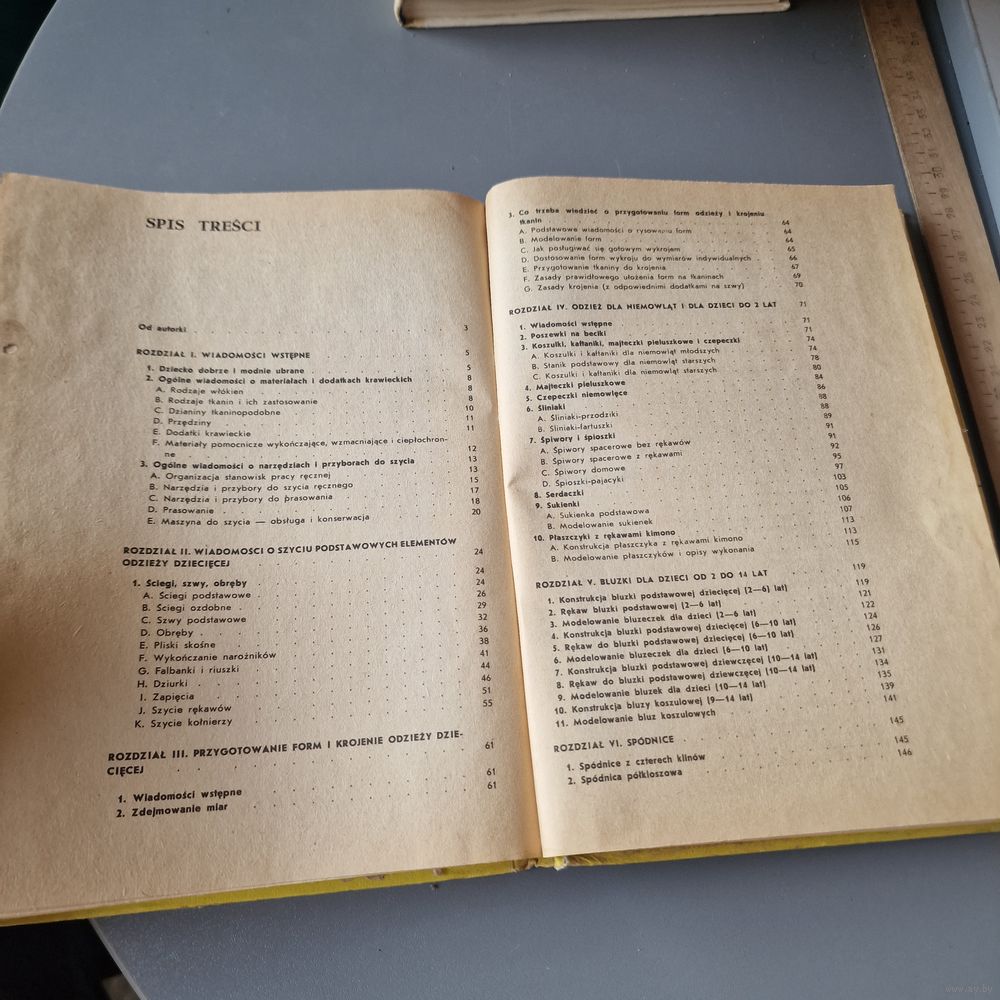 SPIS TREŚCI
Od autorki 3
ROZDZIAŁ I. WIADOMOŚCI WSTĘPNE 5
1. Dziecko dobrze i modnie ubrane 5
2. Ogólne wiadomości o materiałach i dodatkach krawieckich 8
A. Rodzaje włókien 8
B. Rodzaje tkanin i ich zastosowanie 8
C. Dzianiny tkaninopodobne 10
D. Przędziny 11
E. Dodatki krawieckie 11
F. Materiały pomocnicze wykończające, wzmacniające i ciepłochron-
ne 12
3. Ogólne wiadomości o narzędziach i przyborach do szycia 13
A. Organizacja stanowisk pracy ręcznej 13
B. Narzędzia i przybory do szycia ręcznego 15
C. Narzędzia i przybory do prasowania 17
D. Prasowanie 18
E. Maszyna do szycia — obsługa i konserwacja 20
ROZDZIAŁ II. WIADOMOŚCI O SZYCIU PODSTAWOWYCH ELEMENTÓW
ODZIEŻY DZIECIĘCEJ 24
1. Ściegi, szwy, obręby 24
A. Ściegi podstawowe 24
B. Ściegi ozdobne 26
C. Szwy podstawowe 29
D. Obręby 32
E. Pliski skośne 36
F. Wykończanie narożników 38
G. Falbanki i riuszki 41
H. Dziurki 44
I. Zapięcia 46
J. Szycie rękawów 51
K. Szycie kołnierzy 55
ROZDZIAŁ III. PRZYGOTOWANIE FORM I KROJENIE ODZIEŻY DZIE-
CIĘCEJ 61
1. Wiadomości wstępne 61
2. Zdejmowanie miar 61
3. Co trzeba wiedzieć o przygotowaniu form odzieży i krojeniu
tkanin 64
A. Podstawowe wiadomości o rysowaniu form 64
B. Modelowanie form 64
C. Jak posługiwać się gotowym wykrojem 65
D. Dostosowanie form wykroju do wymiarów indywidualnych 66
E. Przygotowanie tkaniny do krojenia 67
F. Zasady prawidłowego ułożenia form na tkaninach 69
G. Zasady krojenia (z odpowiednimi dodatkami na szwy) 70
ROZDZIAŁ IV. ODZIEŻ DLA NIEMOWLĄT I DLA DZIECI DO 2 LAT 71
1. Wiadomości wstępne 71
2. Poszewki na beciki 71
3. Koszulki, kaftaniki, majteczki pieluszkowe i czepeczki 74
A. Koszulki i kaftaniki dla niemowląt młodszych 74
B. Stanik podstawowy dla niemowląt starszych 78
C. Koszulki i kaftaniki dla niemowląt starszych 80
4. Majteczki pieluszkowe 84
5. Czepeczki niemowlęce 86
6. Śliniaki 88
A. Śliniaki-przodziki 88
B. Śliniaki-fartuszki 89
7. Śpiwory i śpioszki 91
A. Śpiwory spacerowe bez rękawów 91
B. Śpiwory spacerowe z rękawami 92
C. Śpiwory domowe 95
D. Śpioszki-pajacyki 97
8. Serdaczki 103
9. Sukienki 105
A. Sukienka podstawowa 106
B. Modelowanie sukienek 107
10. Płaszczyki z rękawami kimono 113
A. Konstrukcja płaszczyka z rękawami kimono 113
B. Modelowanie płaszczyków i opisy wykonania 115
ROZDZIAŁ V. BLUZKI DLA DZIECI OD 2 DO 14 LAT 119
1. Konstrukcja bluzki podstawowej dziecięcej [2—6 lat] 119
2. Rękaw bluzki podstawowej [2—6 lat] 121
3. Modelowanie bluzeczek dla dzieci [2—6 lat] 122
4. Konstrukcja bluzki podstawowej dziecięcej [6—10 lat] 124
5. Rękaw do bluzki podstawowej dziecięcej [6—10 lat] 126
6. Modelowanie bluzeczek dla dzieci [6—10 lat] 127
7. Konstrukcja bluzki podstawowej dziewczęcej [10—14 lat] 131
8. Rękaw do bluzki podstawowej dziewczęcej [10—14 lat] 134
9. Modelowanie bluzek dla dzieci [10—14 lat] 135
10. Konstrukcja bluzy koszulowej [9—14 lat] 139
11. Modelowanie bluz koszulowych 141
ROZDZIAŁ VI. SPÓDNICE 145
1. Spódnice z czterech klinów 145
2. Spódnica półkloszowa 146
www.ay.by